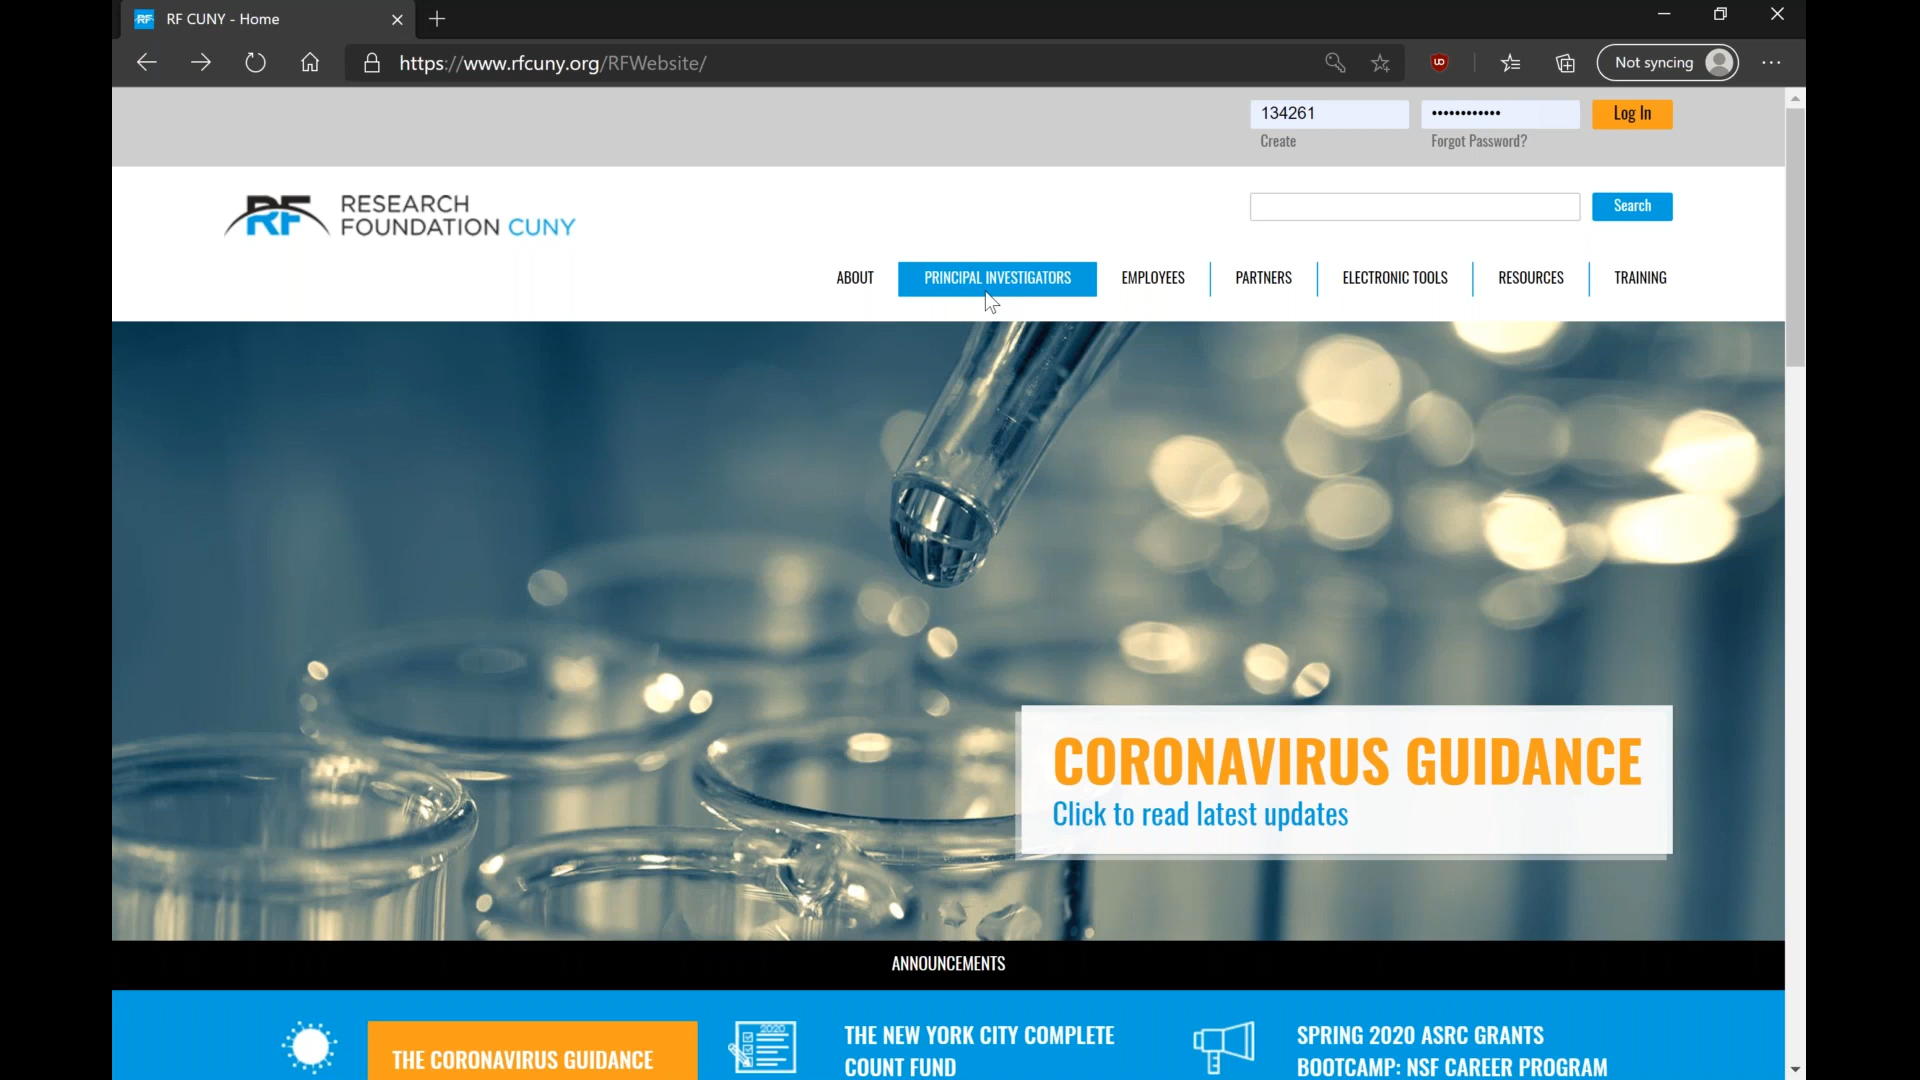 RF CUNY - Home
https://www.rfcuny.org/RFWebsite/
Not syncing
134261
••••••••••••
Log In
Create
Forgot Password?
RF
RESEARCH
FOUNDATION CUNY
Search
ABOUT
PRINCIPAL INVESTIGATORS
EMPLOYEES
PARTNERS
ELECTRONIC TOOLS
RESOURCES
TRAINING
CORONAVIRUS GUIDANCE
Click to read latest updates
ANNOUNCEMENTS
THE CORONAVIRUS GUIDANCE
2020
THE NEW YORK CITY COMPLETE
COUNT FUND
SPRING 2020 ASRC GRANTS
BOOTCAMP: NSF CAREER PROGRAM